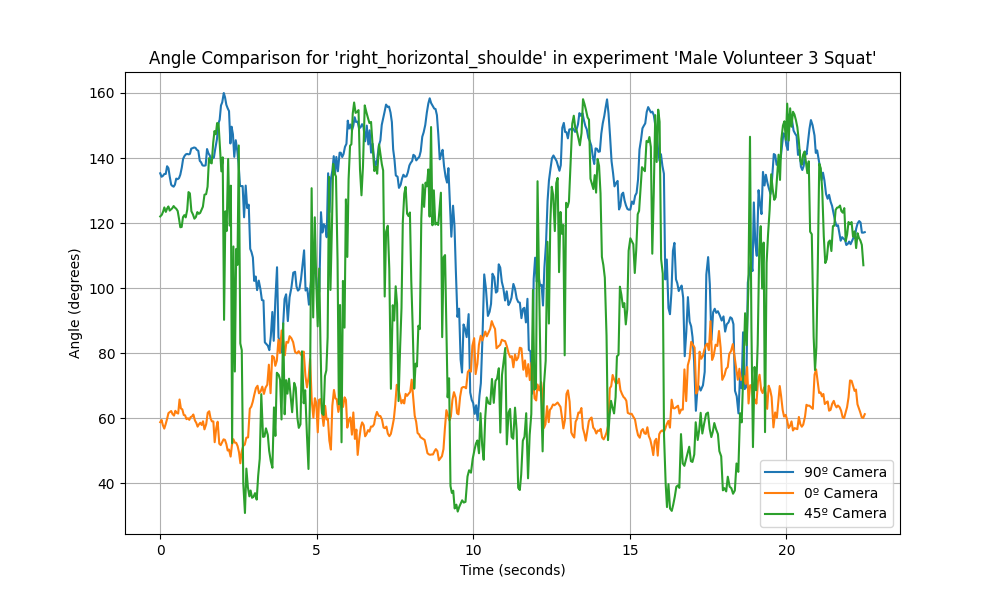 Angle Comparison for 'right_horizontal_shoulde' in experiment 'Male Volunteer 3 Squat'
160
140
120
100
80
60
40
Angle (degrees)
0
5
10
15
20
Time (seconds)
90º Camera
0º Camera
45º Camera